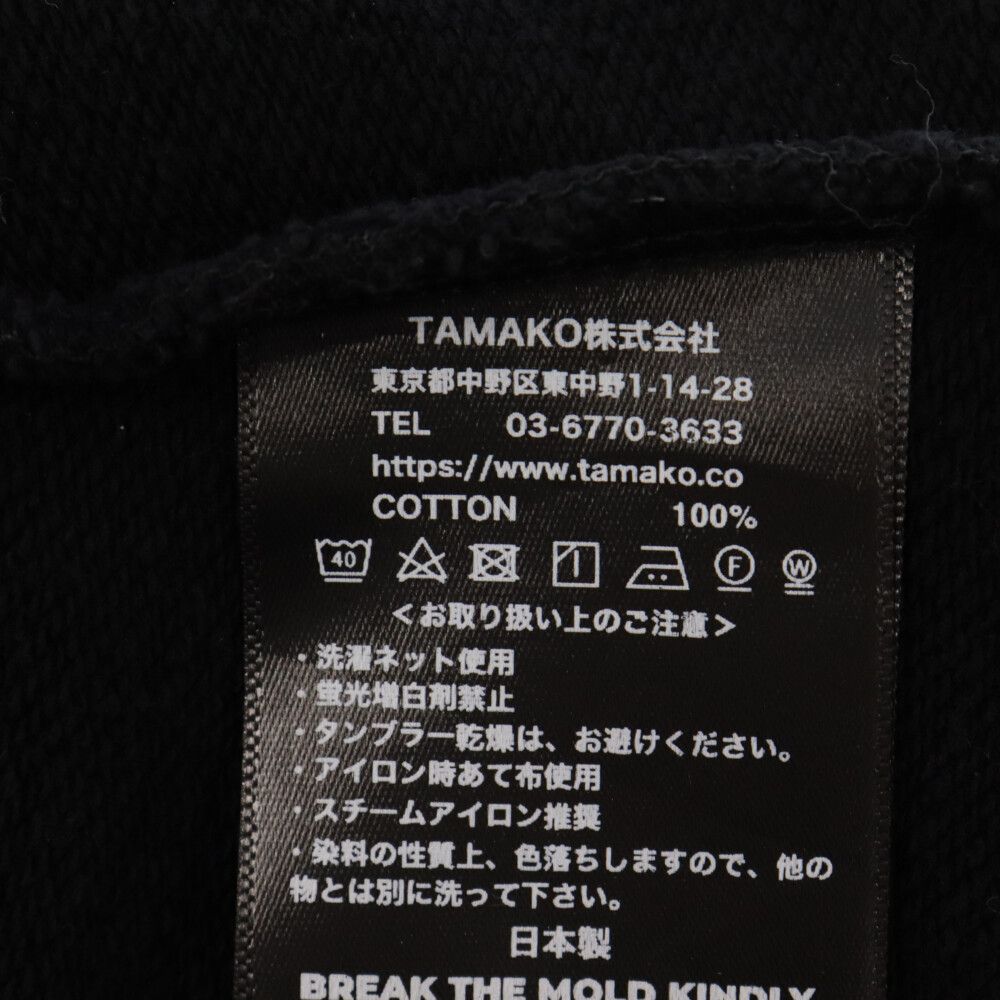 TAMAKO株式会社
東京都中野区東中野1-14-28
TEL 03-6770-3633
https://www.tamako.co
COTTON 100%
40 F W
<お取り扱い上のご注意>
・洗濯ネット使用
・蛍光増白剤禁止
・タンブラー乾燥は、お避けください。
・アイロン時あて布使用
・スチームアイロン推奨
・染料の性質上、色落ちしますので、他の
物とは別に洗って下さい。
日本製
BREAK THE MOLD KINDLY